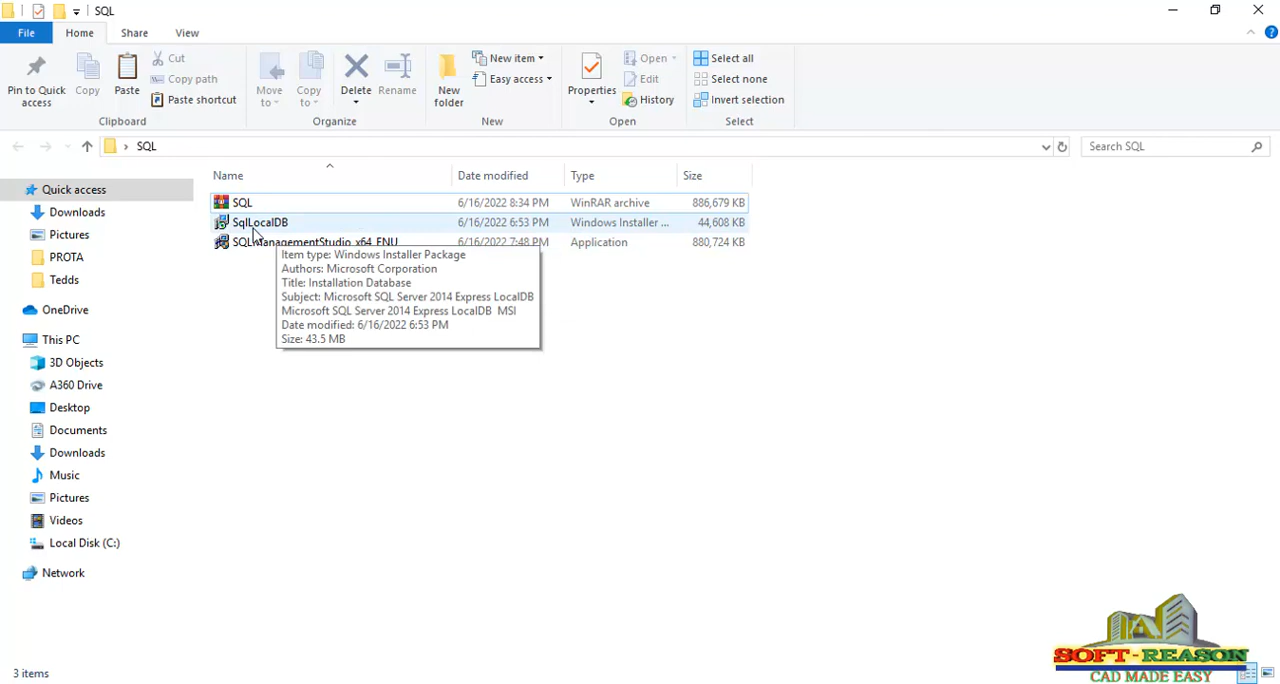 SQL
File Home Share View
Pin to Quick access
Copy
Paste
Cut
Copy path
Paste shortcut
Clipboard
Move to
Copy to
Delete
Rename
Organize
New folder
New item
Easy access
New
Properties
Open
Edit
History
Open
Select all
Select none
Invert selection
Select
SQL
Search SQL
Name Date modified Type Size
SQL 6/16/2022 8:34 PM WinRAR archive 886,679 KB
SqlLocalDB 6/16/2022 6:53 PM Windows Installer ... 44,608 KB
SQLManagementStudio_x64_ENU 6/16/2022 7:48 PM Application 880,724 KB
Item type: Windows Installer Package
Authors: Microsoft Corporation
Title: Installation Database
Subject: Microsoft SQL Server 2014 Express LocalDB
Microsoft SQL Server 2014 Express LocalDB MSI
Date modified: 6/16/2022 6:53 PM
Size: 43.5 MB
Quick access
Downloads
Pictures
PROTA
Tedds
OneDrive
This PC
3D Objects
A360 Drive
Desktop
Documents
Downloads
Music
Pictures
Videos
Local Disk (C:)
Network
3 items
SOFT-REASON
CAD MADE EASY